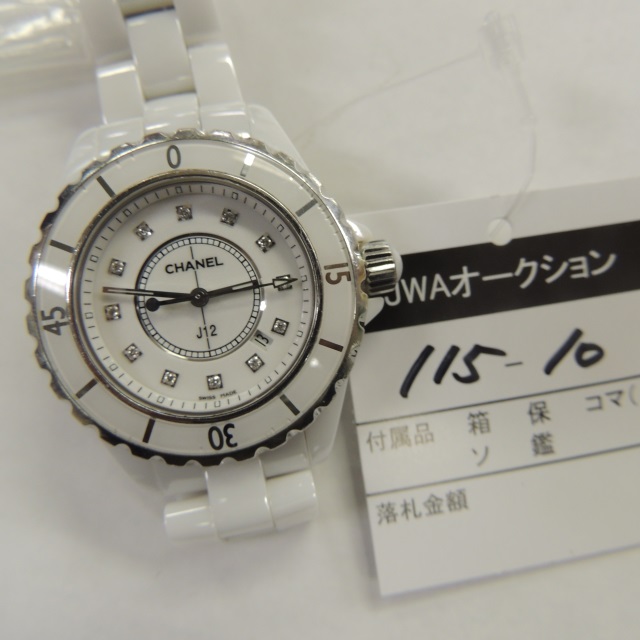 0
CHANEL
J12
15
30
45
SWISS MADE
JWAオークション
115-10
付属品 箱 保 コマ(
ソ 鑑
落札金額